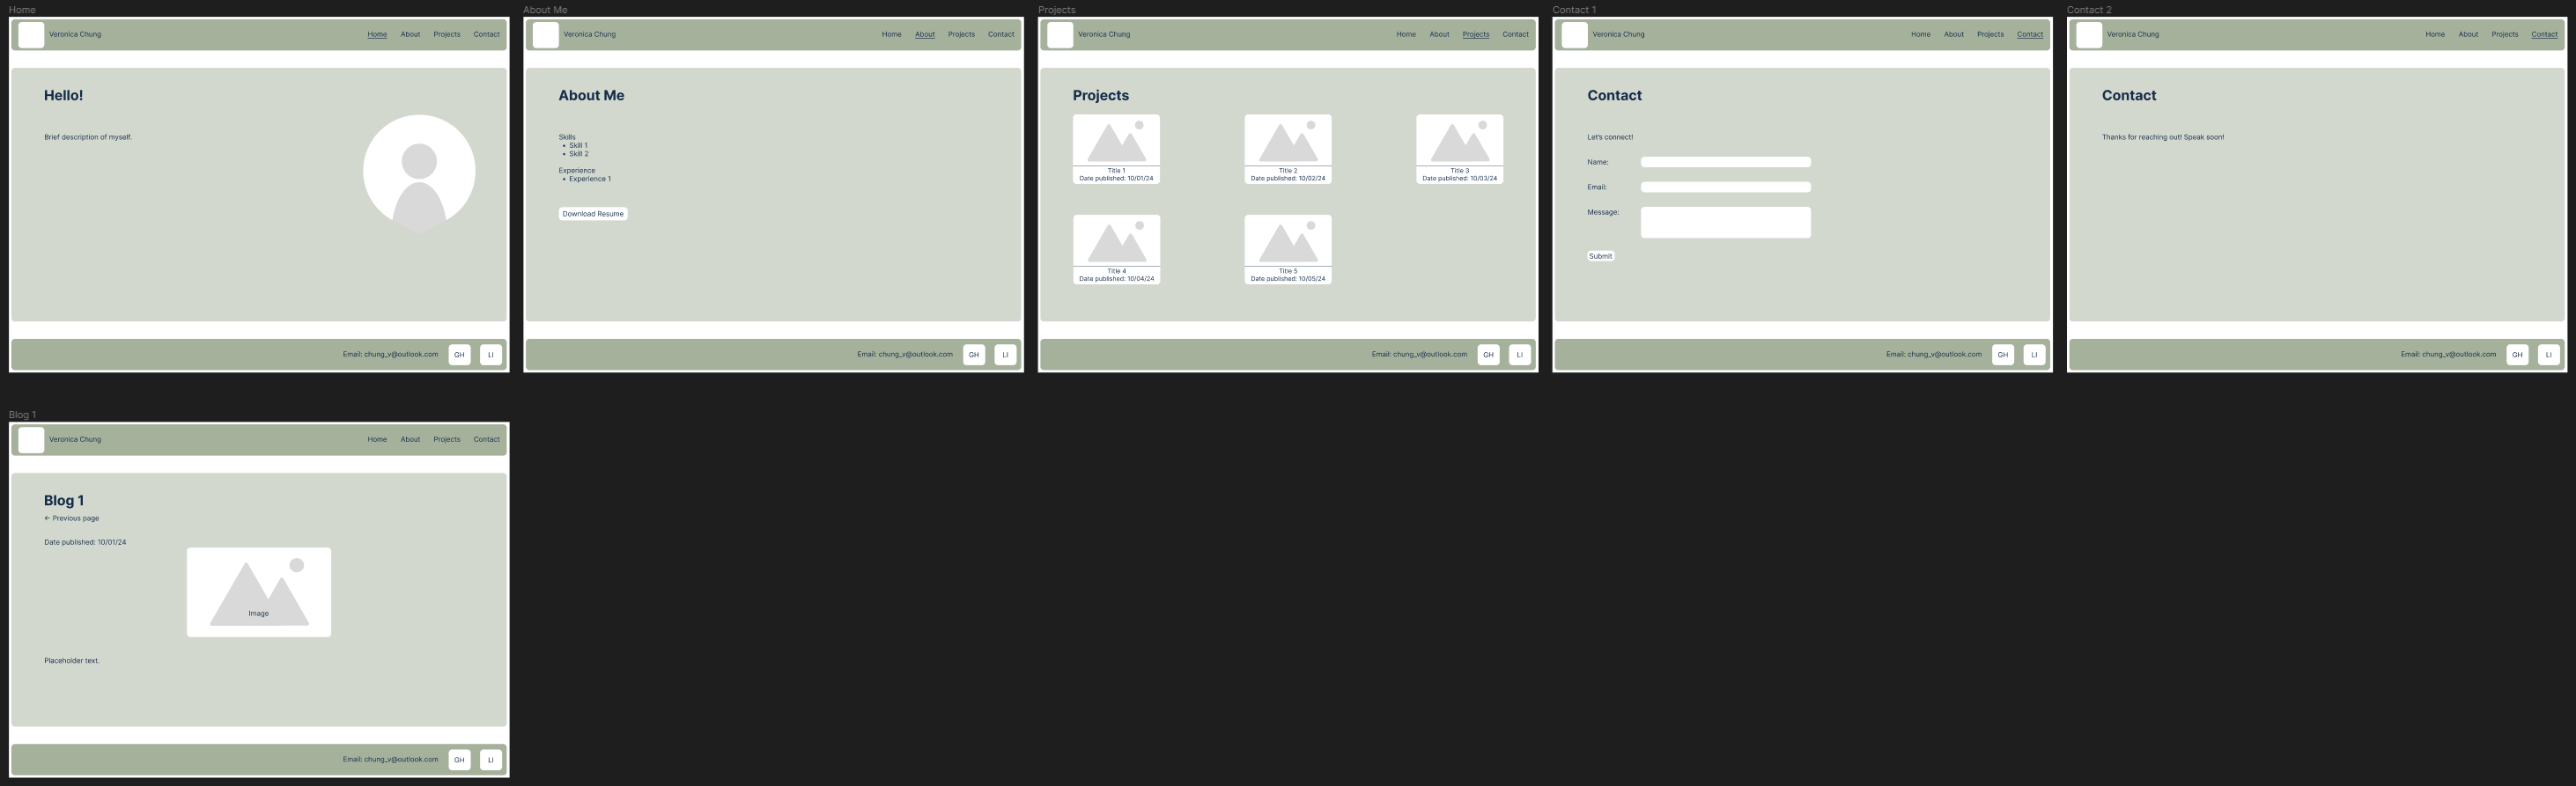 Home
Veronica Chung
Home About Projects Contact
Hello!
Brief description of myself.
Email: chung_v@outlook.com GH LI
About Me
Veronica Chung
Home About Projects Contact
About Me
Skills
• Skill 1
• Skill 2
Experience
• Experience 1
Download Resume
Email: chung_v@outlook.com GH LI
Projects
Veronica Chung
Home About Projects Contact
Projects
Title 1
Date published: 10/01/24
Title 2
Date published: 10/02/24
Title 3
Date published: 10/03/24
Title 4
Date published: 10/04/24
Title 5
Date published: 10/05/24
Email: chung_v@outlook.com GH LI
Contact 1
Veronica Chung
Home About Projects Contact
Contact
Let's connect!
Name:
Email:
Message:
Submit
Email: chung_v@outlook.com GH LI
Contact 2
Veronica Chung
Home About Projects Contact
Contact
Thanks for reaching out! Speak soon!
Email: chung_v@outlook.com GH LI
Blog 1
Veronica Chung
Home About Projects Contact
Blog 1
← Previous page
Date published: 10/01/24
Image
Placeholder text.
Email: chung_v@outlook.com GH LI